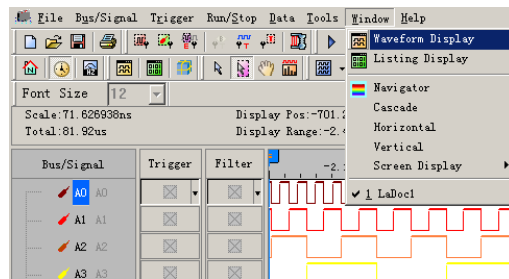 File Bus/Signal Trigger Run/Stop Data Tools Window Help
Waveform Display
Listing Display
Navigator
Cascade
Horizontal
Vertical
Screen Display
✓ 1 LaDoc1
Font Size 12
Scale:71.626938ns Display Pos:-701.2
Total:81.92us Display Range:-2.
Bus/Signal Trigger Filter -2.
A0 A0
A1 A1
A2 A2
A3 A3